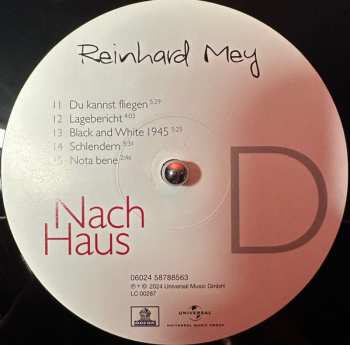 Reinhard Mey
11 Du kannst fliegen 5:29
12 Lagebericht 4:03
13 Black and White 1945 5:25
14 Schlendern 5:31
15 Nota bene 2:46
Nach
Haus
D
06024 58788563
℗ + © 2024 Universal Music GmbH
LC 00287
UNIVERSAL
UNIVERSAL MUSIC GROUP